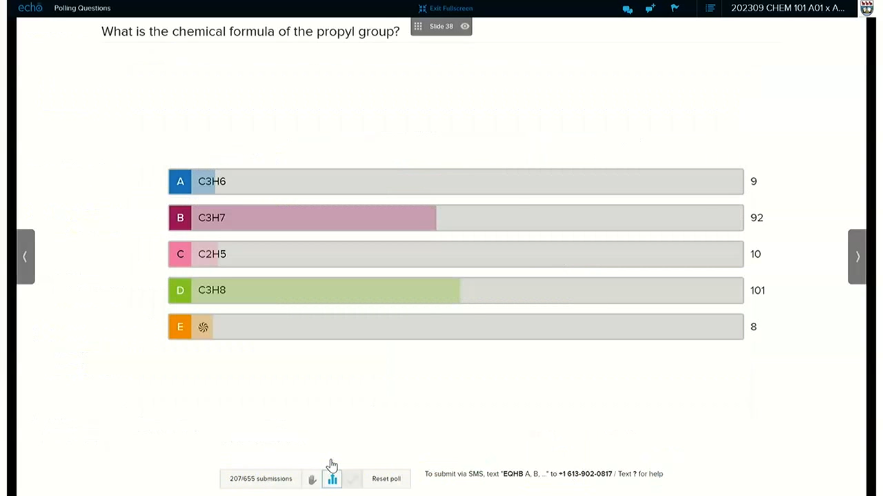 echo Polling Questions Exit Fullscreen 202309 CHEM 101 A01 x A...
What is the chemical formula of the propyl group? Slide 38
A C3H6 9
B C3H7 92
C C2H5 10
D C3H8 101
E 8
207/655 submissions Reset poll To submit via SMS, text "EQHB A, B, ..." to +1 613-902-0817 / Text ? for help